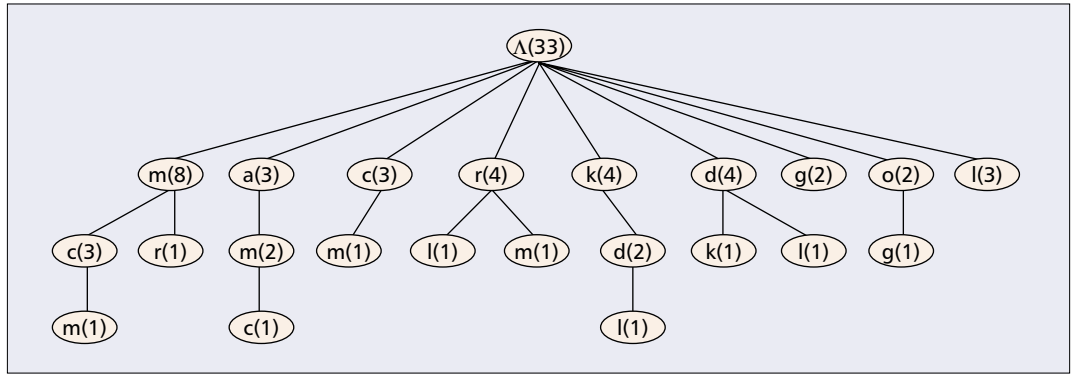 Λ(33)
m(8) a(3) c(3) r(4) k(4) d(4) g(2) o(2) l(3)
c(3) r(1) m(2) m(1) l(1) m(1) d(2) k(1) l(1) g(1)
m(1) c(1) l(1)